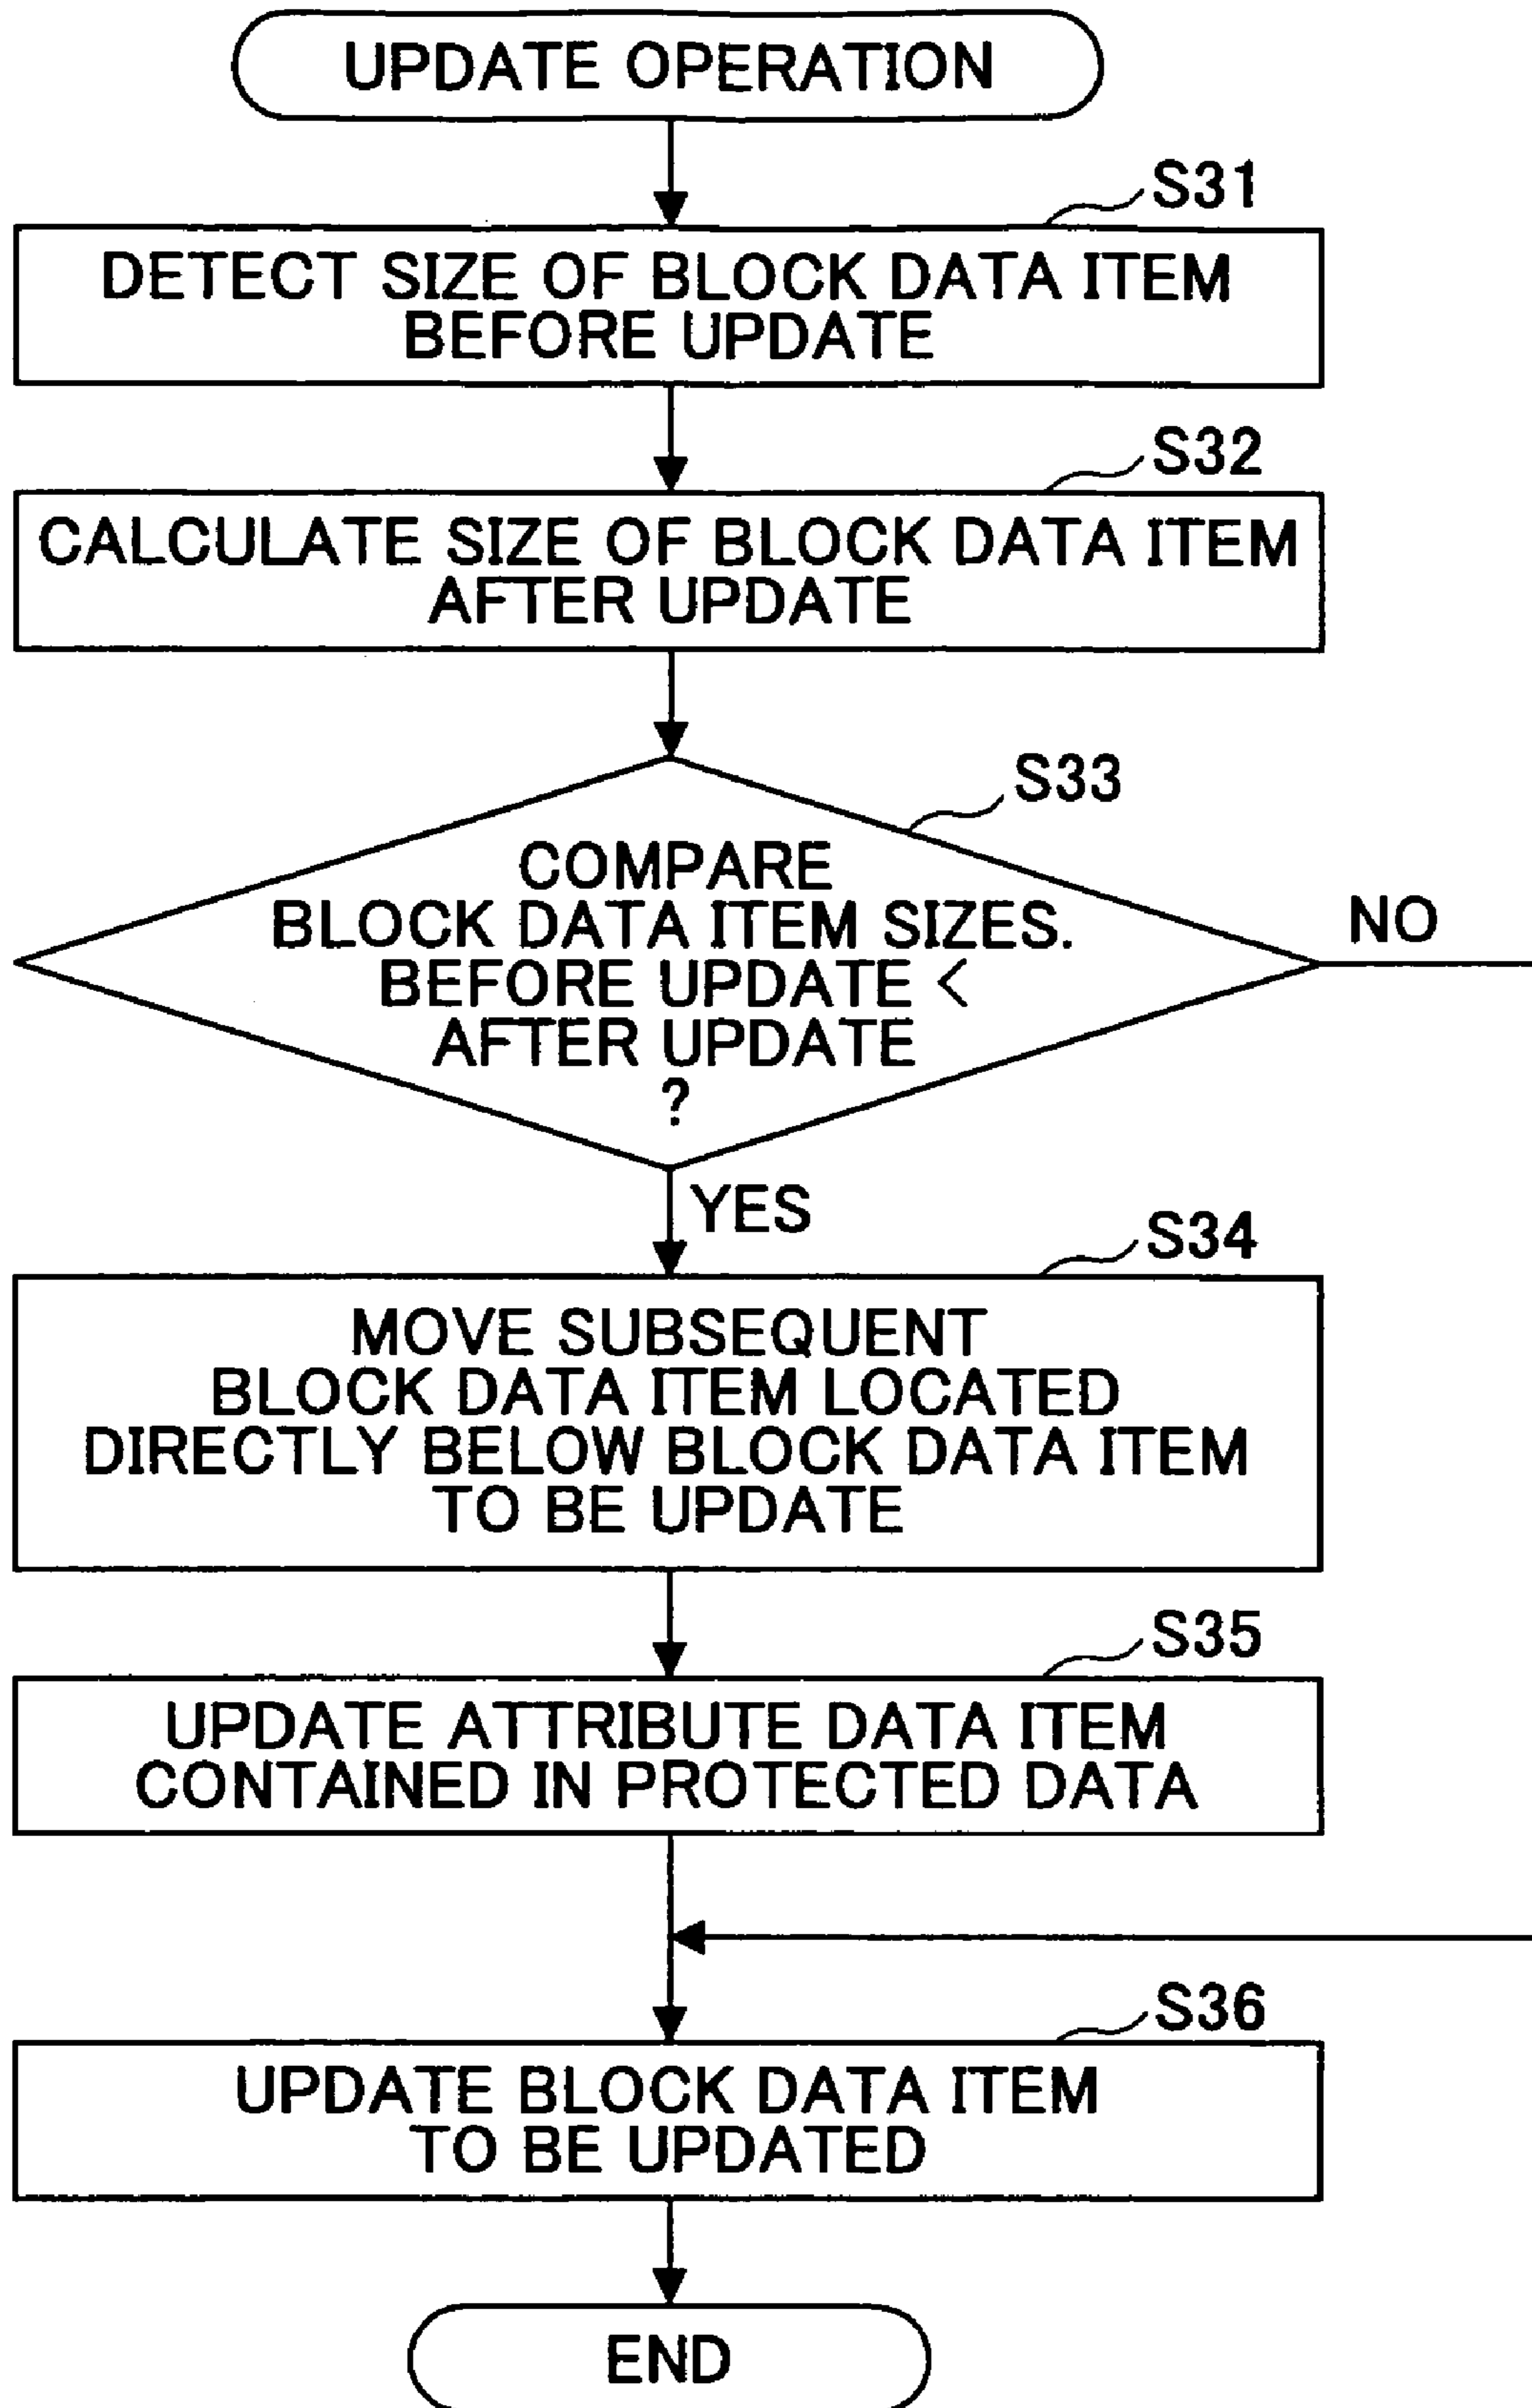 UPDATE OPERATION
S31
DETECT SIZE OF BLOCK DATA ITEM
BEFORE UPDATE
S32
CALCULATE SIZE OF BLOCK DATA ITEM
AFTER UPDATE
S33
COMPARE
BLOCK DATA ITEM SIZES.
BEFORE UPDATE <
AFTER UPDATE
?
NO
YES
S34
MOVE SUBSEQUENT
BLOCK DATA ITEM LOCATED
DIRECTLY BELOW BLOCK DATA ITEM
TO BE UPDATE
S35
UPDATE ATTRIBUTE DATA ITEM
CONTAINED IN PROTECTED DATA
S36
UPDATE BLOCK DATA ITEM
TO BE UPDATED
END